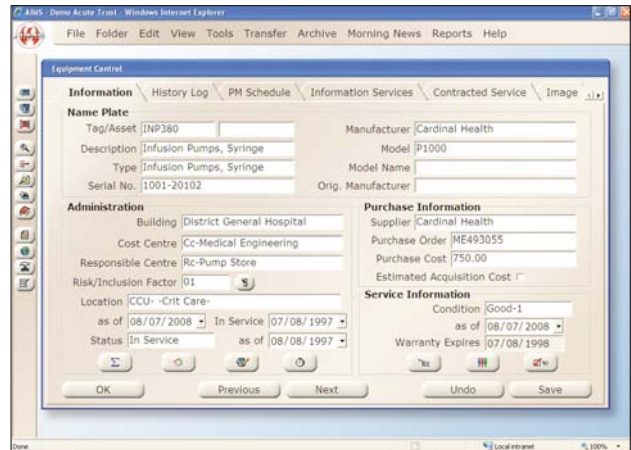 AIMS - Demo Acute Trust - Windows Internet Explorer
File Folder Edit View Tools Transfer Archive Morning News Reports Help
Equipment Control
Information History Log PM Schedule Information Services Contracted Service Image
Name Plate
Tag/Asset INP380 Manufacturer Cardinal Health
Description Infusion Pumps, Syringe Model P1000
Type Infusion Pumps, Syringe Model Name
Serial No. 1001-20102 Orig. Manufacturer
Administration Purchase Information
Building District General Hospital Supplier Cardinal Health
Cost Centre Cc-Medical Engineering Purchase Order ME493055
Responsible Centre Rc-Pump Store Purchase Cost 750.00
Risk/Inclusion Factor 01 Estimated Acquisition Cost
Location CCU- -Crit Care- Service Information
Condition Good-1
as of 08/07/2008 In Service 07/08/1997 as of 08/07/2008
Status In Service as of 08/08/1997 Warranty Expires 07/08/1998
Σ
OK Previous Next Undo Save
Done Local intranet 100%